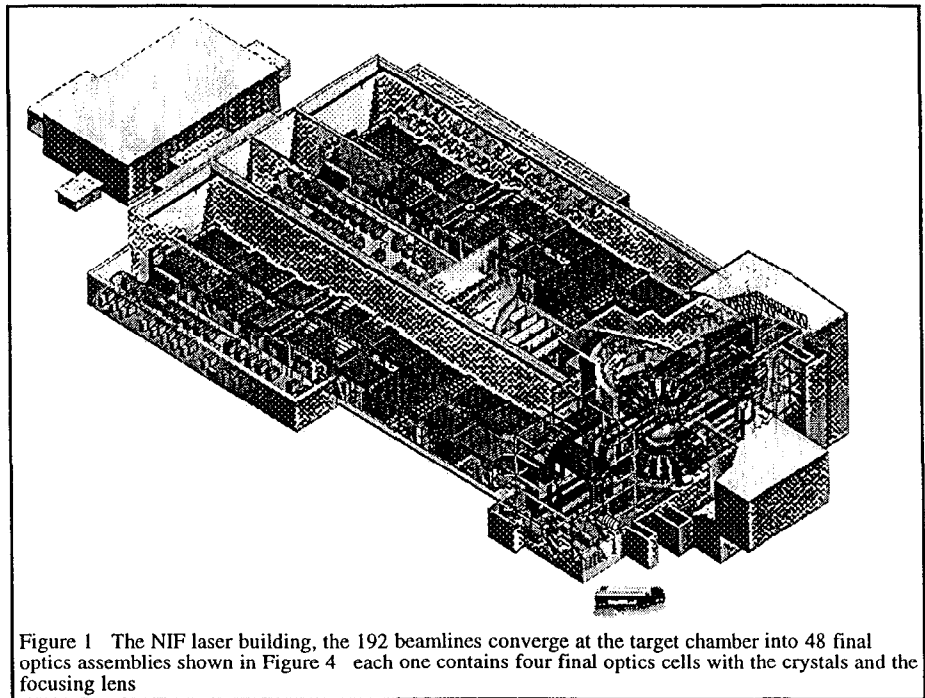 Figure 1 The NIF laser building, the 192 beamlines converge at the target chamber into 48 final
optics assemblies shown in Figure 4 each one contains four final optics cells with the crystals and the
focusing lens